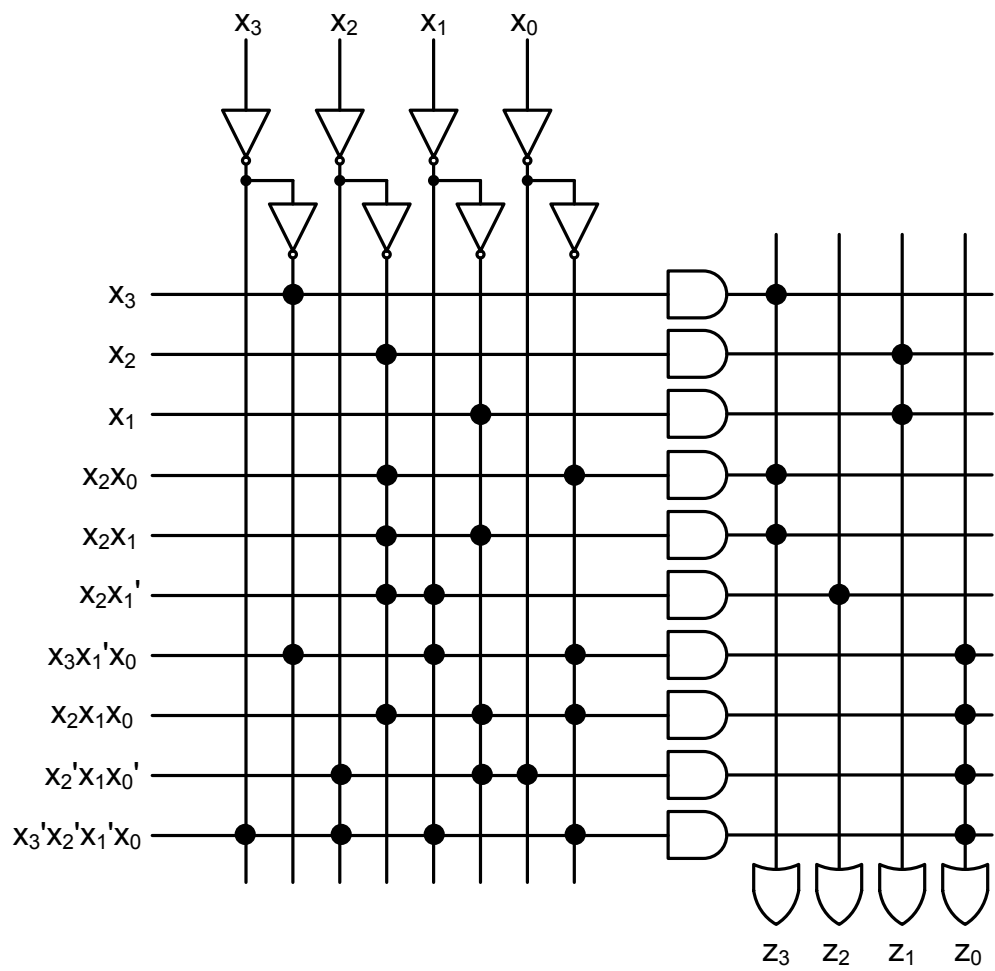 x₃ x₂ x₁ x₀
x₃
x₂
x₁
x₂x₀
x₂x₁
x₂x₁'
x₃x₁'x₀
x₂x₁x₀
x₂'x₁x₀'
x₃'x₂'x₁'x₀
z₃ z₂ z₁ z₀